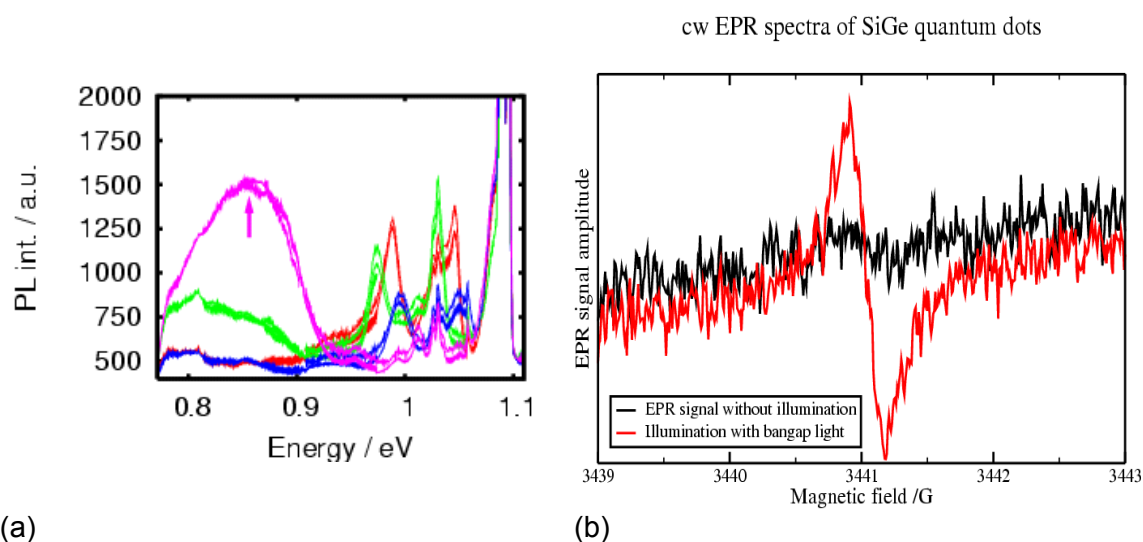 cw EPR spectra of SiGe quantum dots
2000
1750
1500
1250
1000
750
500
PL int. / a.u.
0.8 0.9 1 1.1
Energy / eV
(a)
EPR signal amplitude
EPR signal without illumination
Illumination with bangap light
3439 3440 3441 3442 3443
Magnetic field /G
(b)